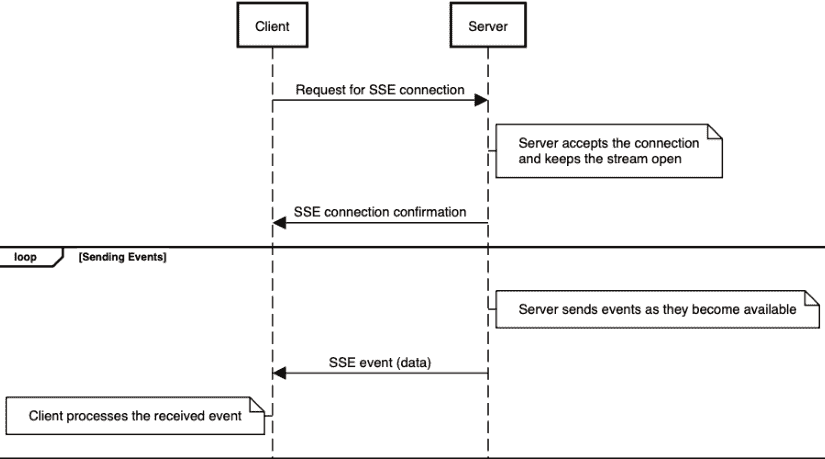 Client
Server
Request for SSE connection
Server accepts the connection
and keeps the stream open
SSE connection confirmation
loop
[Sending Events]
Server sends events as they become available
SSE event (data)
Client processes the received event